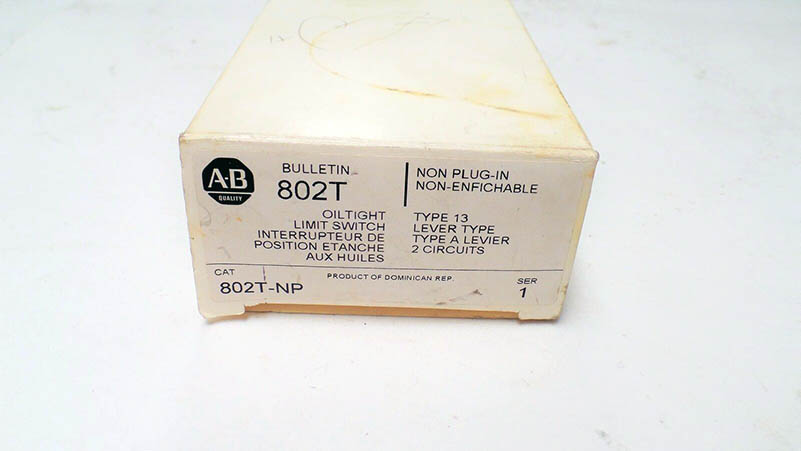 A·B
QUALITY
BULLETIN
802T
NON PLUG-IN
NON-ENFICHABLE
OILTIGHT
LIMIT SWITCH
INTERRUPTEUR DE
POSITION ETANCHE
AUX HUILES
TYPE 13
LEVER TYPE
TYPE A LEVIER
2 CIRCUITS
CAT
802T-NP
PRODUCT OF DOMINICAN REP.
SER
1